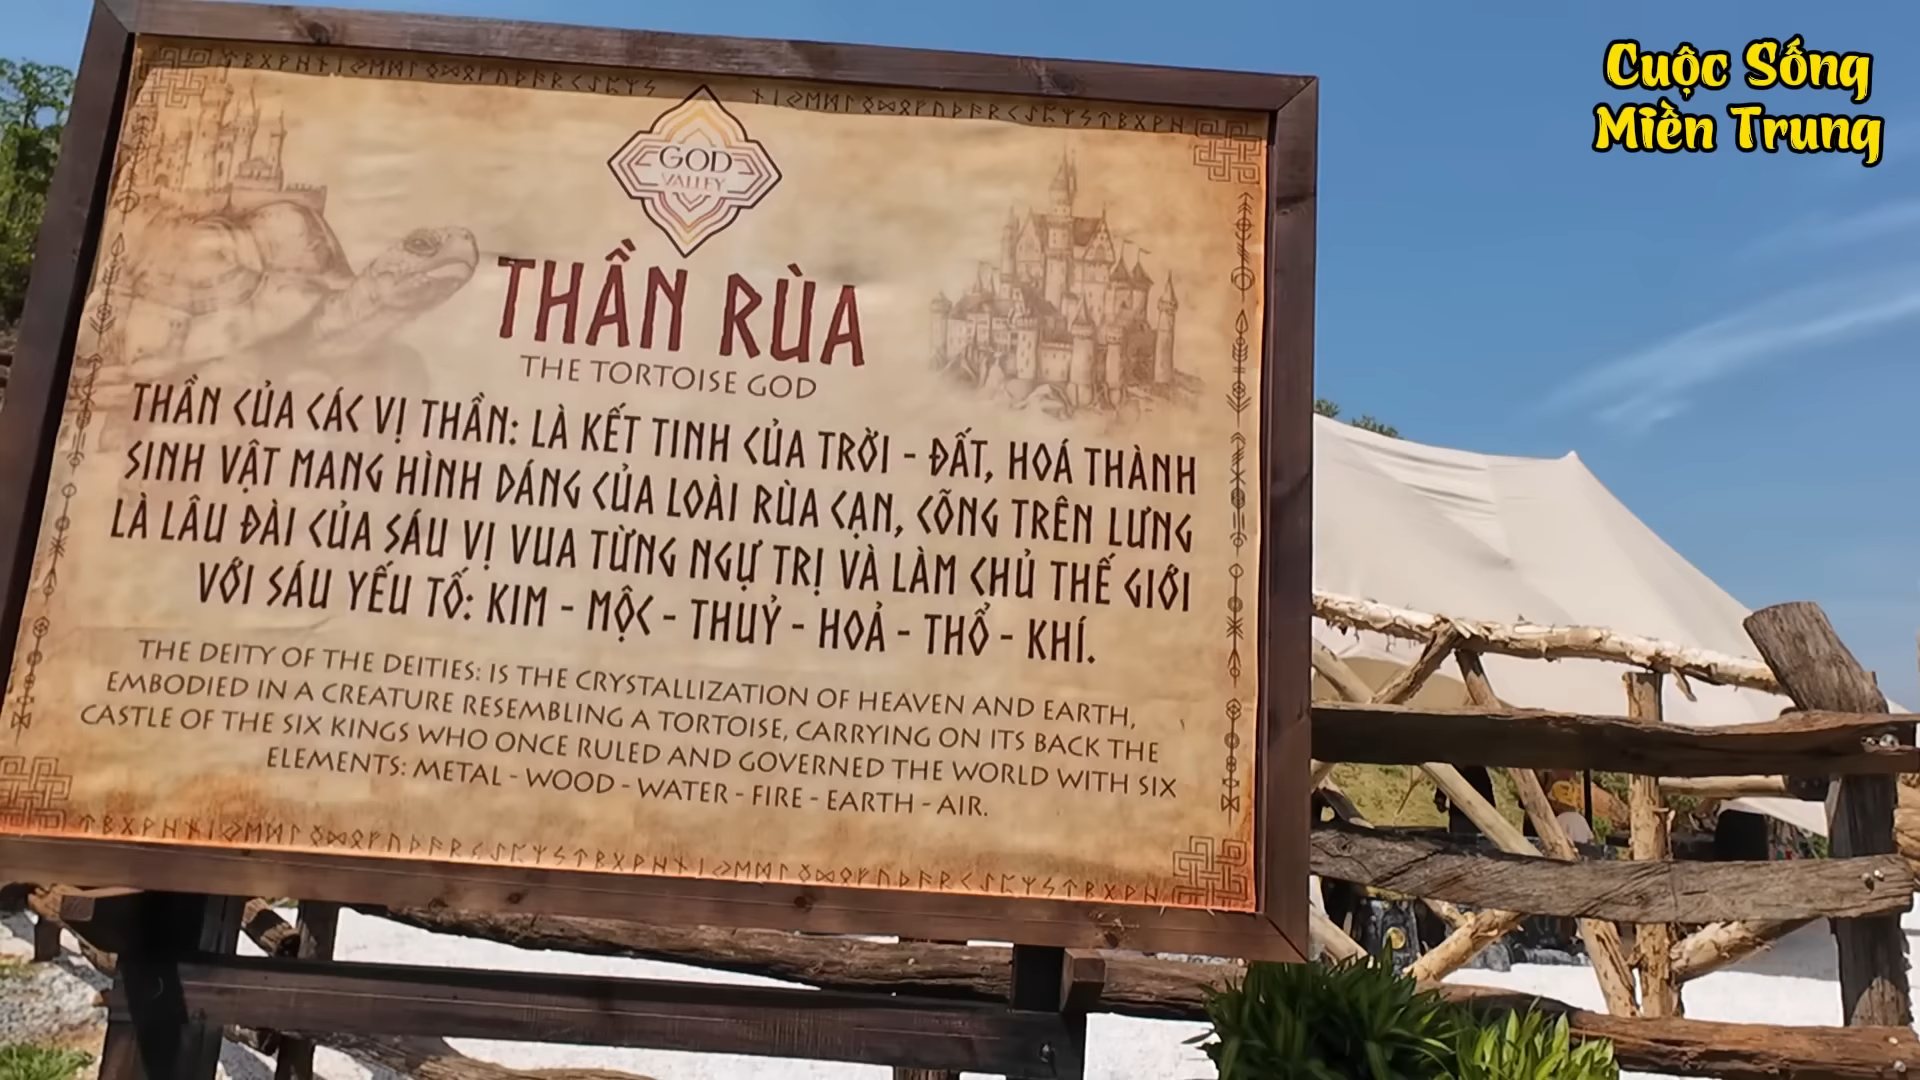 Cuộc Sống
Miền Trung
GOD
VALLEY
THẦN RÙA
THE TORTOISE GOD
THẦN CỦA CÁC VỊ THẦN: LÀ KẾT TINH CỦA TRỜI - ĐẤT, HOÁ THÀNH
SINH VẬT MANG HÌNH DÁNG CỦA LOÀI RÙA CẠN, CÕNG TRÊN LƯNG
LÀ LÂU ĐÀI CỦA SÁU VỊ VUA TỪNG NGỰ TRỊ VÀ LÀM CHỦ THẾ GIỚI
VỚI SÁU YẾU TỐ: KIM - MỘC - THUỶ - HOẢ - THỔ - KHÍ.
THE DEITY OF THE DEITIES: IS THE CRYSTALLIZATION OF HEAVEN AND EARTH,
EMBODIED IN A CREATURE RESEMBLING A TORTOISE, CARRYING ON ITS BACK THE
CASTLE OF THE SIX KINGS WHO ONCE RULED AND GOVERNED THE WORLD WITH SIX
ELEMENTS: METAL - WOOD - WATER - FIRE - EARTH - AIR.